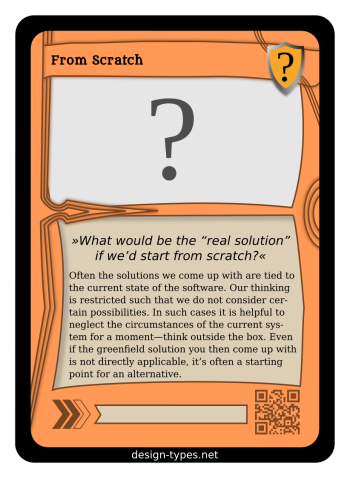 From Scratch
?
?
»What would be the “real solution”
if we’d start from scratch?«
Often the solutions we come up with are tied to
the current state of the software. Our thinking
is restricted such that we do not consider cer-
tain possibilities. In such cases it is helpful to
neglect the circumstances of the current sys-
tem for a moment—think outside the box. Even
if the greenfield solution you then come up with
is not directly applicable, it’s often a starting
point for an alternative.
design-types.net